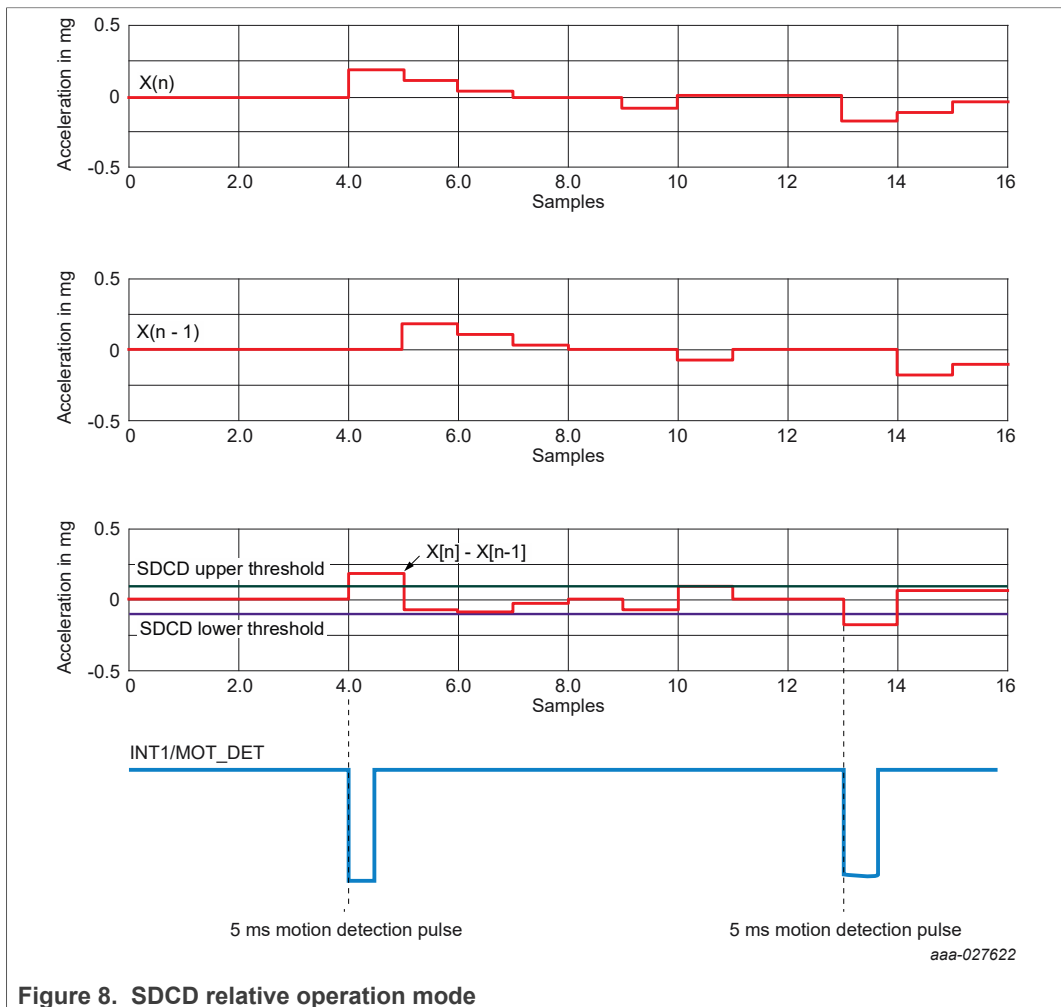 Acceleration in mg
0.5
0
-0.5
X(n)
0 2.0 4.0 6.0 8.0 10 12 14 16
Samples
Acceleration in mg
0.5
0
-0.5
X(n - 1)
0 2.0 4.0 6.0 8.0 10 12 14 16
Samples
Acceleration in mg
0.5
0
-0.5
X[n] - X[n-1]
SDCD upper threshold
SDCD lower threshold
0 2.0 4.0 6.0 8.0 10 12 14 16
Samples
INT1/MOT_DET
5 ms motion detection pulse 5 ms motion detection pulse
aaa-027622
Figure 8. SDCD relative operation mode